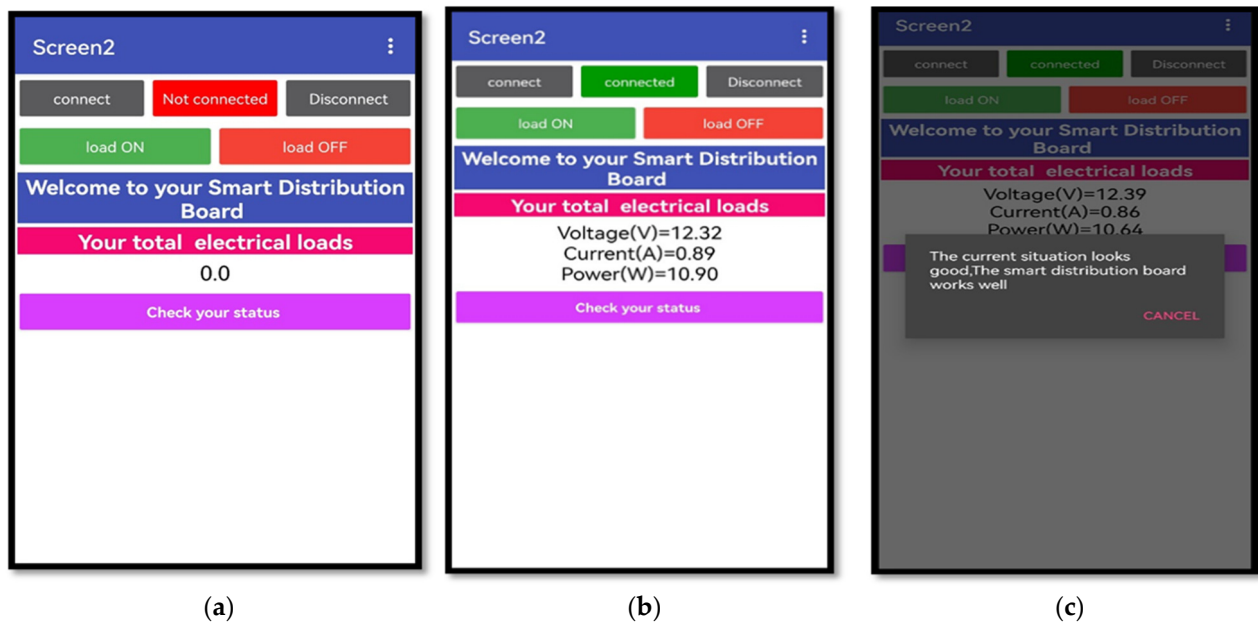 Screen2
connect Not connected Disconnect
load ON load OFF
Welcome to your Smart Distribution
Board
Your total  electrical loads
0.0
Check your status
(a)
Screen2
connect connected Disconnect
load ON load OFF
Welcome to your Smart Distribution
Board
Your total  electrical loads
Voltage(V)=12.32
Current(A)=0.89
Power(W)=10.90
Check your status
(b)
Screen2
connect connected Disconnect
load ON load OFF
Welcome to your Smart Distribution
Board
Your total  electrical loads
Voltage(V)=12.39
Current(A)=0.86
Power(W)=10.64
The current situation looks
good,The smart distribution board
works well
CANCEL
(c)